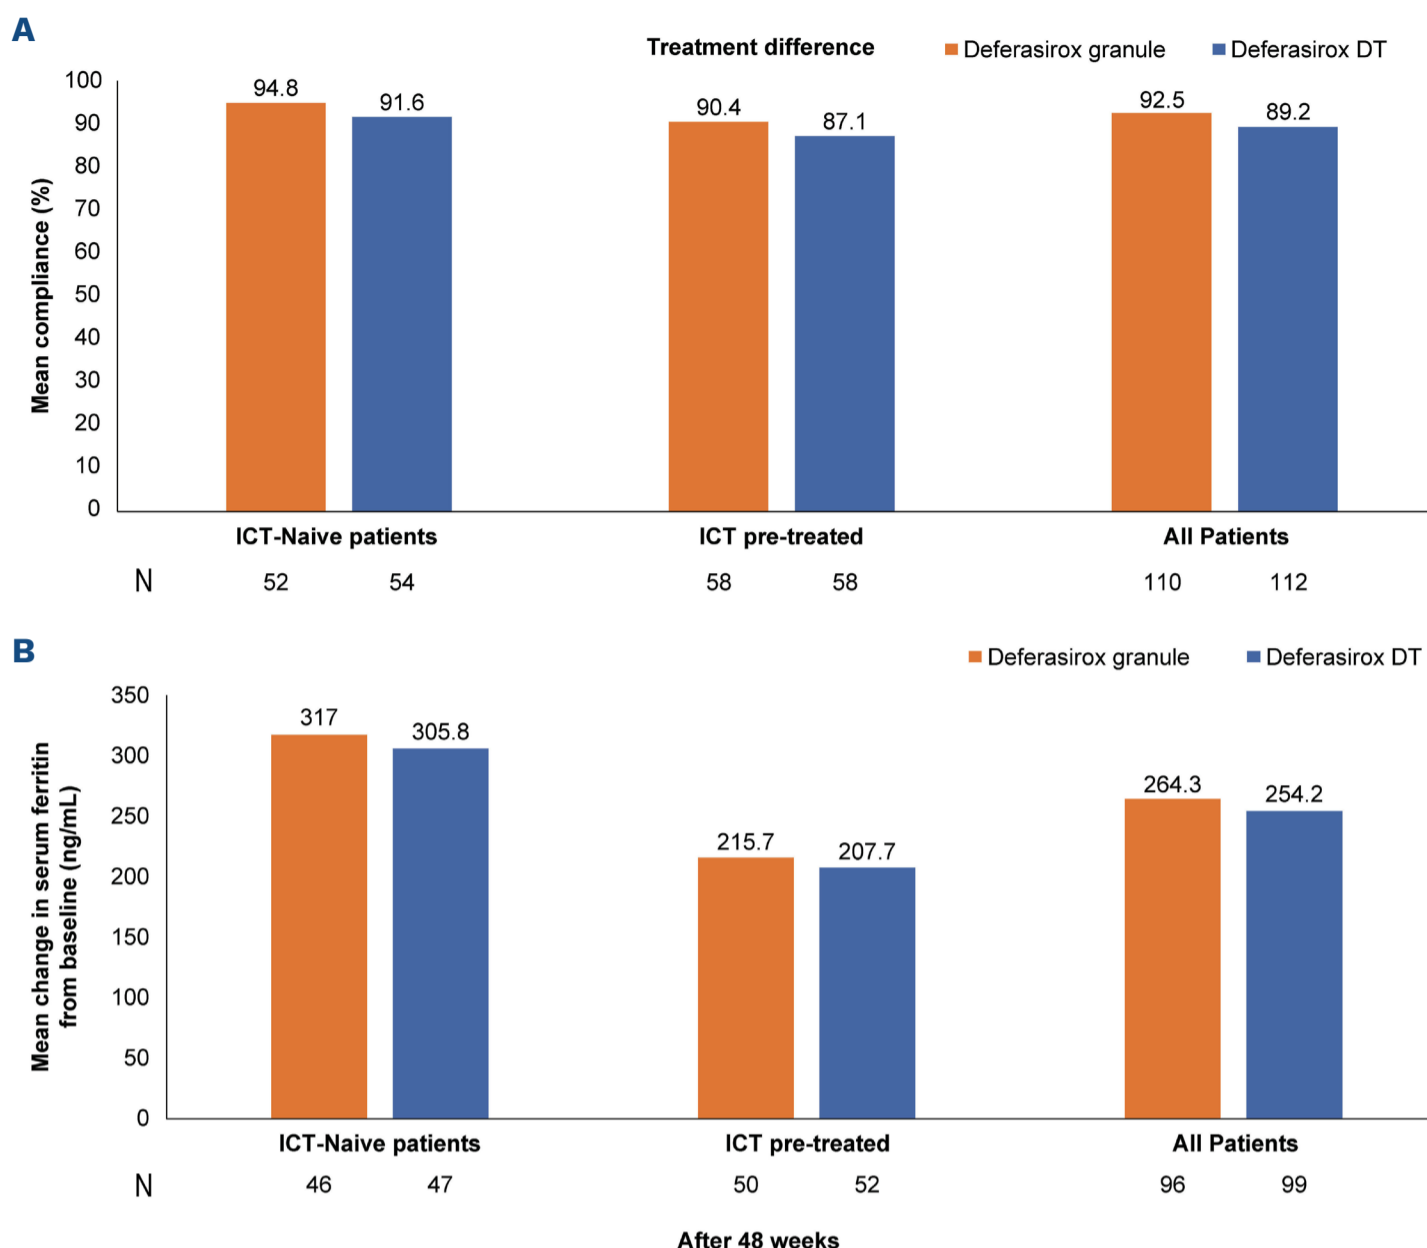 A
Treatment difference
Deferasirox granule
Deferasirox DT
Mean compliance (%)
100
90
80
70
60
50
40
30
20
10
0
94.8
91.6
90.4
87.1
92.5
89.2
ICT-Naive patients
ICT pre-treated
All Patients
N 52 54 58 58 110 112
B
Deferasirox granule
Deferasirox DT
Mean change in serum ferritin
from baseline (ng/mL)
350
300
250
200
150
100
50
0
317
305.8
215.7
207.7
264.3
254.2
ICT-Naive patients
ICT pre-treated
All Patients
N 46 47 50 52 96 99
After 48 weeks